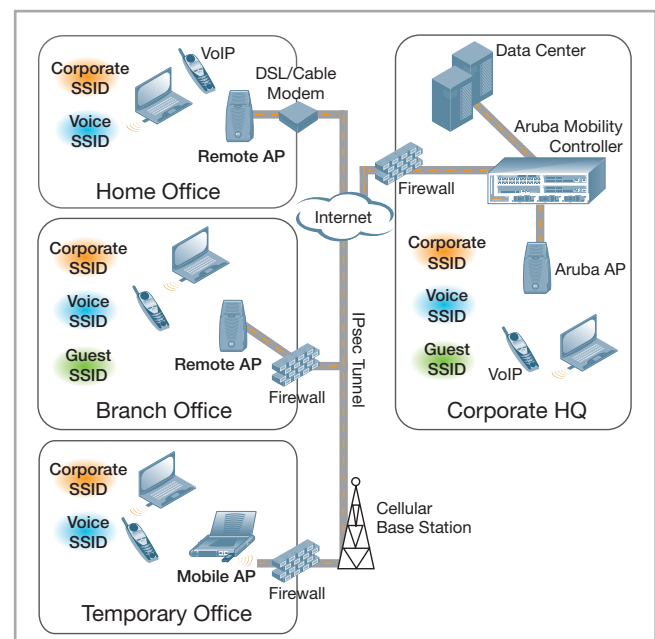 Corporate
SSID
Voice
SSID
VoIP
Remote AP
DSL/Cable
Modem
Home Office
Data Center
Aruba Mobility
Controller
Firewall
Internet
Aruba AP
Corporate
SSID
Voice
SSID
Guest
SSID
VoIP
Corporate HQ
Corporate
SSID
Voice
SSID
Guest
SSID
Remote AP
Firewall
Branch Office
IPsec Tunnel
Corporate
SSID
Voice
SSID
Mobile AP
Firewall
Temporary Office
Cellular
Base Station